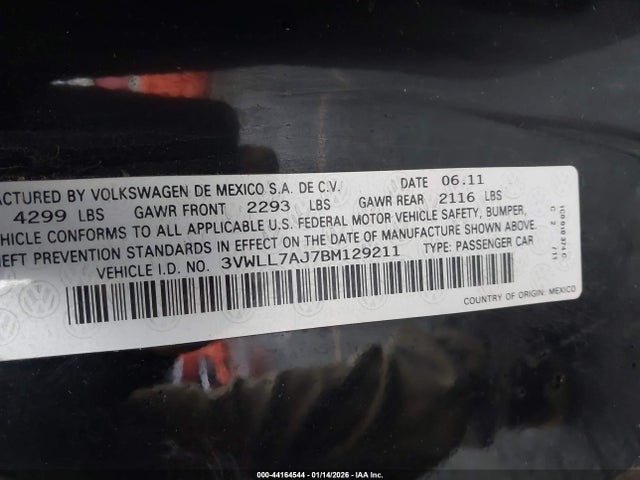 ACTURED BY VOLKSWAGEN DE MEXICO S.A. DE C.V. DATE 06.11
4299 LBS GAWR FRONT 2293 LBS GAWR REAR 2116 LBS
HICLE CONFORMS TO ALL APPLICABLE U.S. FEDERAL MOTOR VEHICLE SAFETY, BUMPER,
HEFT PREVENTION STANDARDS IN EFFECT ON THE DATE OF MANUFACTURE SHOWN ABOVE.
VEHICLE I.D. NO. 3VWLL7AJ7BM129211 TYPE: PASSENGER CAR
COUNTRY OF ORIGIN: MEXICO
C 2 /11
000-44164544 - 01/14/2026 - IAA Inc.